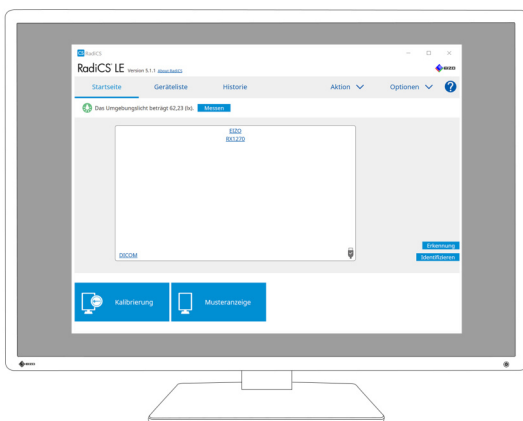 RadiCS
RadiCS LE Version 5.1.1 About RadiCS
EIZO
Startseite Geräteliste Historie Aktion Optionen ?
Das Umgebungslicht beträgt 62,23 (lx). Messen
EIZO
RX1270
DICOM
Erkennung
Identifizieren
Kalibrierung Musteranzeige
EIZO